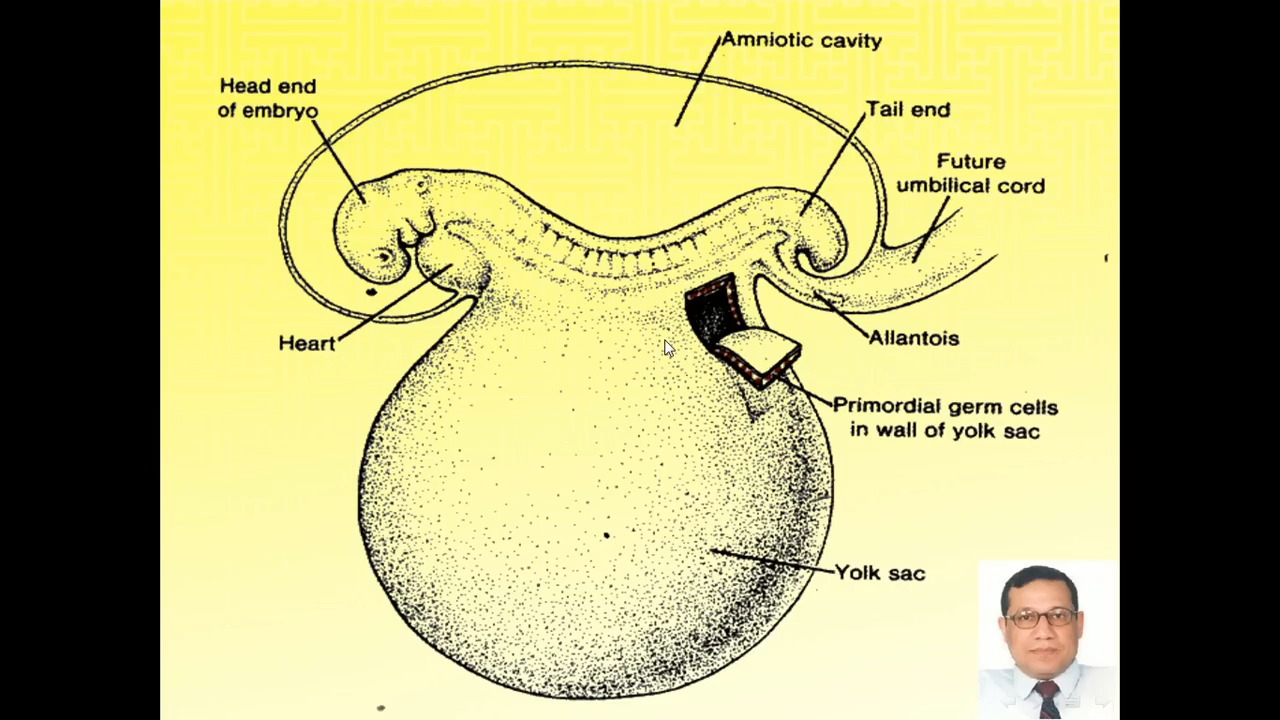 Amniotic cavity
Head end
of embryo
Tail end
Future
umbilical cord
Heart
Allantois
Primordial germ cells
in wall of yolk sac
Yolk sac